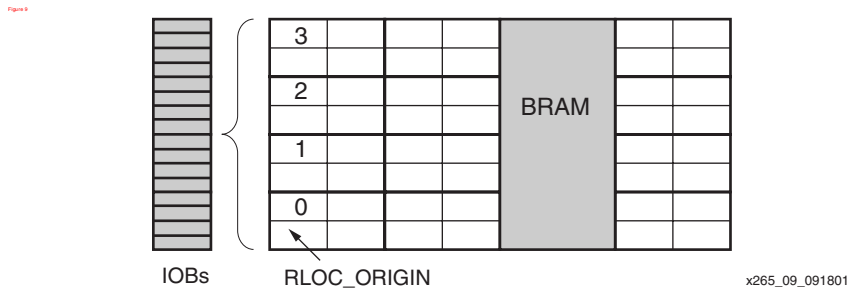 Figure 9
3
2
BRAM
1
0
IOBs
RLOC_ORIGIN
x265_09_091801